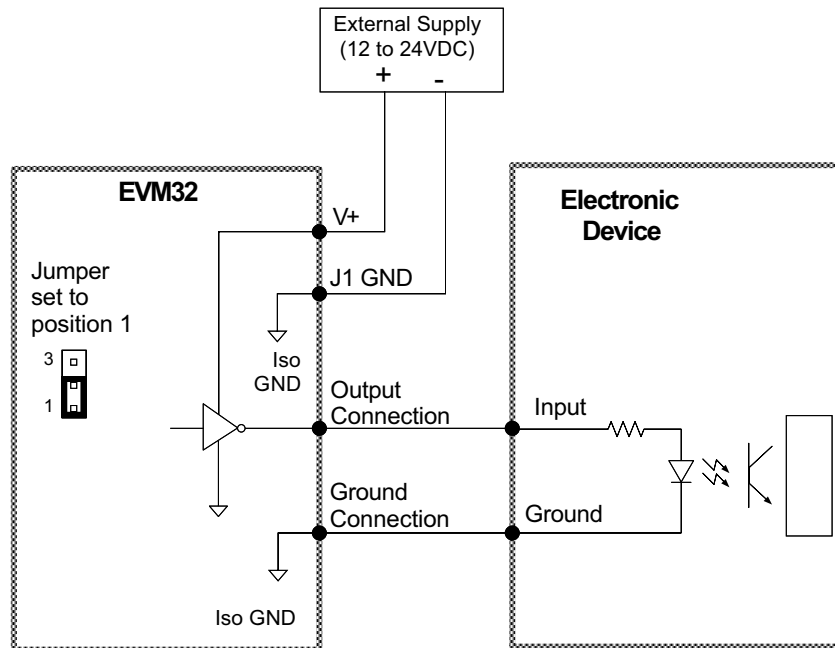 External Supply
(12 to 24VDC)
+ -
EVM32
V+
Electronic
Device
Jumper
set to
position 1
3
1
J1 GND
Iso
GND
Output
Connection
Input
Ground
Connection
Ground
Iso GND